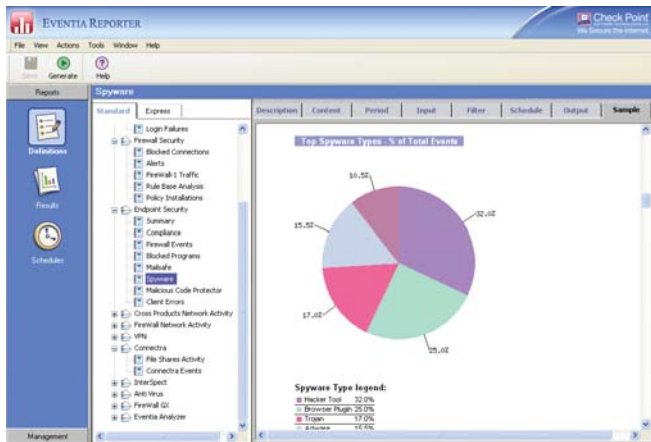 EVENTIA REPORTER
Check Point
We Secure the Internet
File View Actions Tools Window Help
Save Generate Help
Reports
Spyware
Definitions
Results
Schedules
Management
Standard Express
Login Failures
Firewall Security
Blocked Connections
Alerts
FireWall-1 Traffic
Rule Base Analysis
Policy Installations
Endpoint Security
Summary
Compliance
Firewall Events
Blocked Programs
Mailsafe
Spyware
Malicious Code Protector
Client Errors
Cross Products Network Activity
FireWall Network Activity
VPN
Connectra
File Shares Activity
Connectra Events
InterSpect
Anti Virus
FireWall GX
Eventia Analyzer
Description Content Period Input Filter Schedule Output Sample
Top Spyware Types - % of Total Events
10.5%
32.0%
15.5%
17.0%
25.0%
Spyware Type legend:
Hacker Tool 32.0%
Browser Plugin 25.0%
Trojan 17.0%
Adware 15.5%